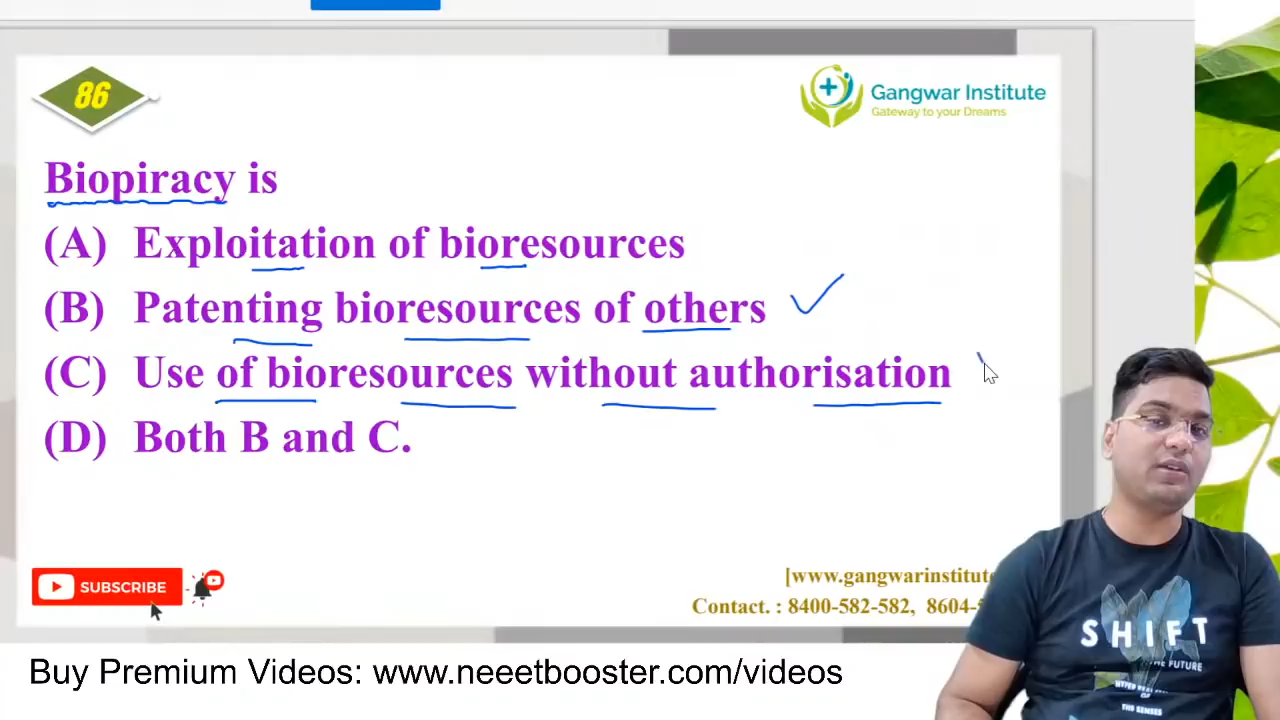 86
Gangwar Institute
Gateway to your Dreams
Biopiracy is
(A) Exploitation of bioresources
(B) Patenting bioresources of others
(C) Use of bioresources without authorisation
(D) Both B and C.
SUBSCRIBE
[www.gangwarinstitute
Contact. : 8400-582-582, 8604-
SHIFT
THE FUTURE
Buy Premium Videos: www.neeetbooster.com/videos